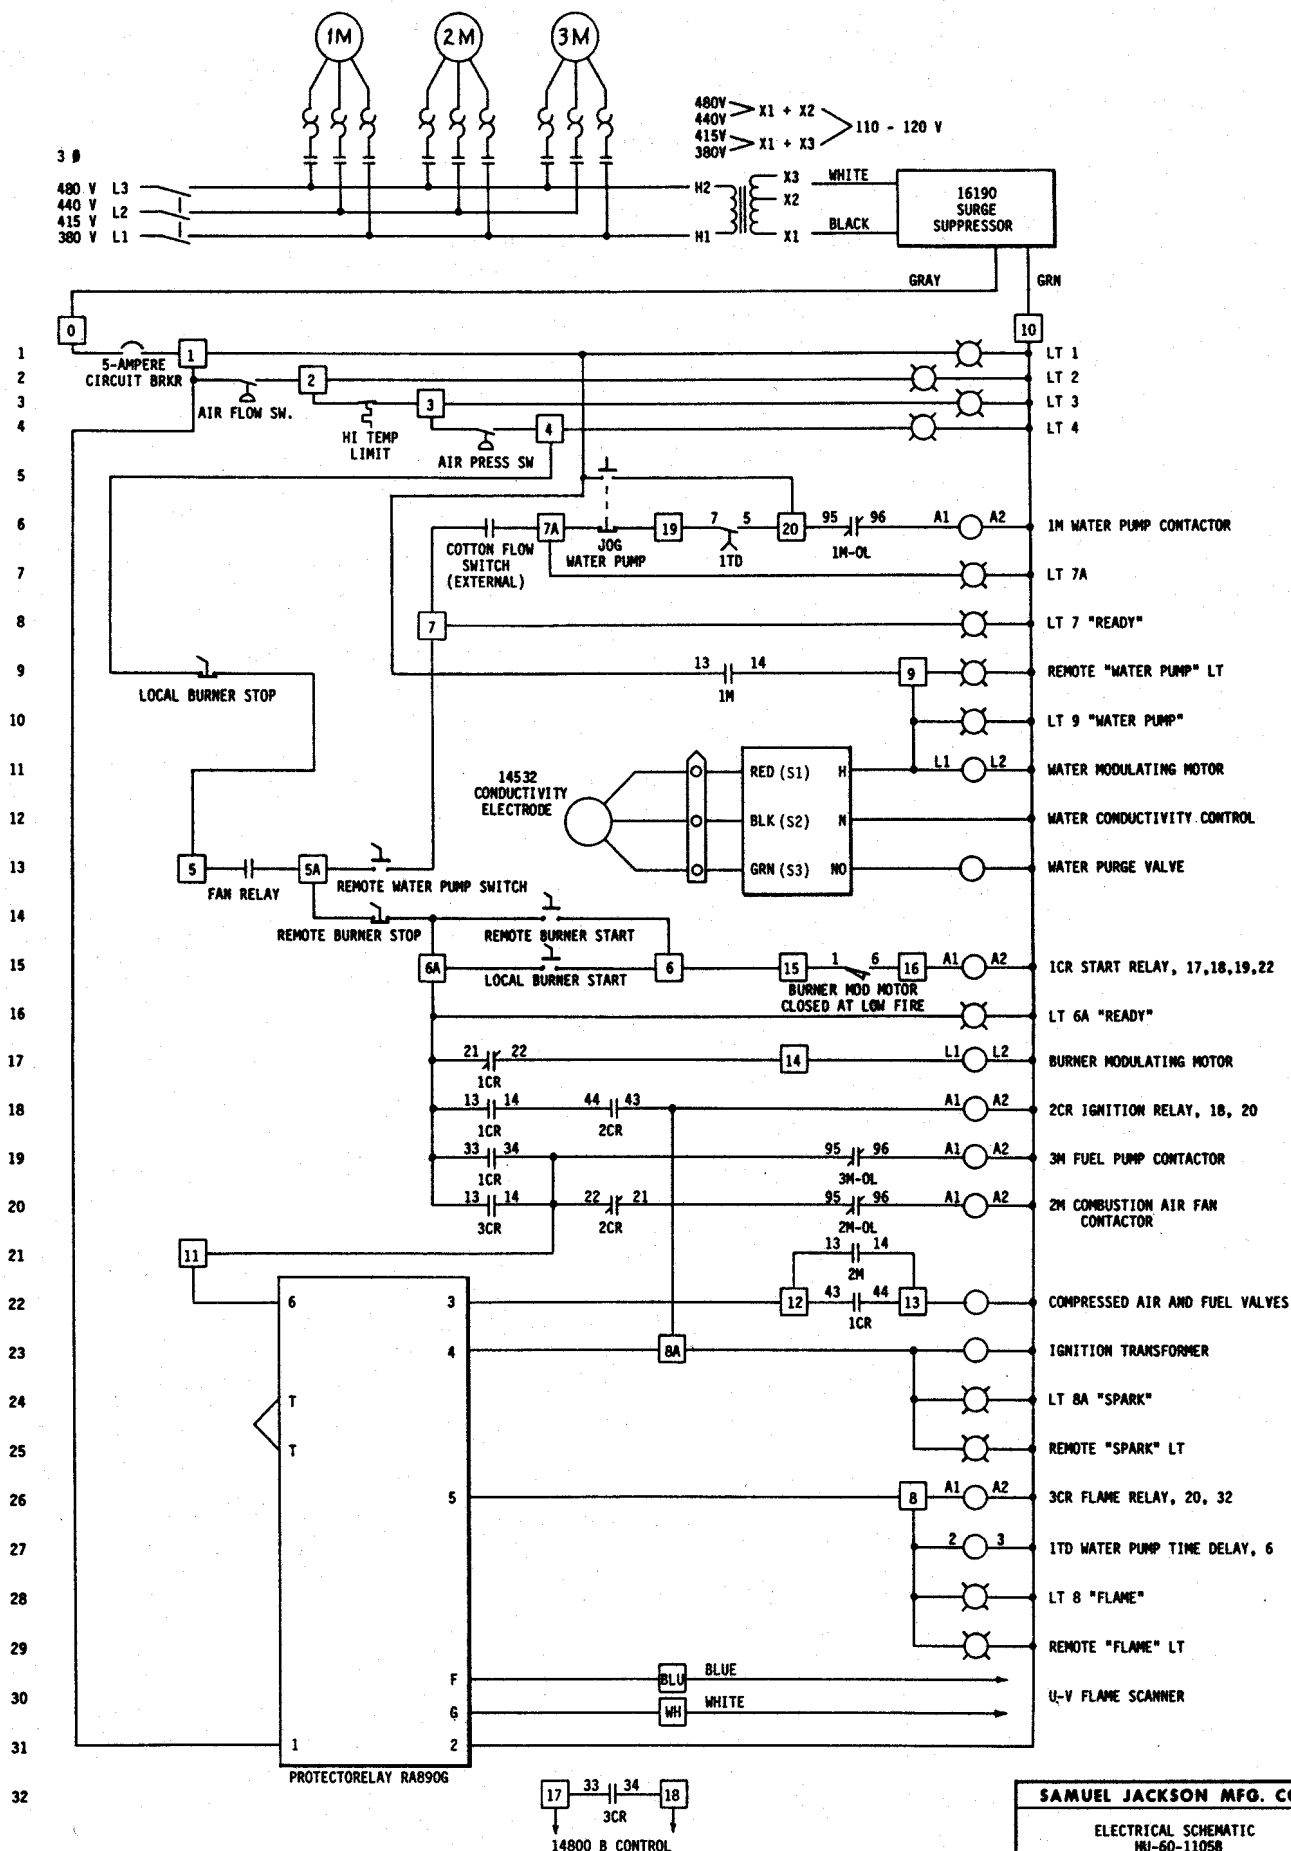 1M 2M 3M
480V
440V X1 + X2
415V 110 - 120 V
380V X1 + X3
3 Ø
480 V L3
440 V L2
415 V
380 V L1
H2 X3 WHITE
X2
H1 X1 BLACK
16190
SURGE
SUPPRESSOR
GRAY GRN
0 10
1 1 LT 1
5-AMPERE
CIRCUIT BRKR
2 2 LT 2
AIR FLOW SW.
3 3 LT 3
HI TEMP
LIMIT
4 4 LT 4
AIR PRESS SW
5
6 7A 19 7 5 20 95 96 A1 A2 1M WATER PUMP CONTACTOR
COTTON FLOW
SWITCH
(EXTERNAL)
JOG
WATER PUMP
1TD
1M-OL
7 LT 7A
8 7 LT 7 "READY"
9 13 14 9 REMOTE "WATER PUMP" LT
LOCAL BURNER STOP 1M
10 LT 9 "WATER PUMP"
11 RED (S1) H L1 L2 WATER MODULATING MOTOR
14532
CONDUCTIVITY
ELECTRODE
12 BLK (S2) N WATER CONDUCTIVITY CONTROL
13 5 5A GRN (S3) NO WATER PURGE VALVE
FAN RELAY REMOTE WATER PUMP SWITCH
14
REMOTE BURNER STOP REMOTE BURNER START
15 6A 6 15 1 6 16 A1 A2 1CR START RELAY, 17,18,19,22
LOCAL BURNER START
BURNER MOD MOTOR
CLOSED AT LOW FIRE
16 LT 6A "READY"
17 21 22 14 L1 L2 BURNER MODULATING MOTOR
1CR
18 13 14 44 43 A1 A2 2CR IGNITION RELAY, 18, 20
1CR 2CR
19 33 34 95 96 A1 A2 3M FUEL PUMP CONTACTOR
1CR 3M-OL
20 13 14 22 21 95 96 A1 A2 2M COMBUSTION AIR FAN
CONTACTOR
3CR 2CR 2M-OL
21 11 13 14
2M
22 6 3 12 43 44 13 COMPRESSED AIR AND FUEL VALVES
1CR
23 4 8A IGNITION TRANSFORMER
24 T LT 8A "SPARK"
25 T REMOTE "SPARK" LT
26 5 8 A1 A2 3CR FLAME RELAY, 20, 32
27 2 3 1TD WATER PUMP TIME DELAY, 6
28 LT 8 "FLAME"
29 REMOTE "FLAME" LT
F BLU BLUE
30 U-V FLAME SCANNER
G WH WHITE
31 1 2
PROTECTORELAY RA890G
32 17 33 34 18
3CR
14800 B CONTROL
SAMUEL JACKSON MFG. CO
ELECTRICAL SCHEMATIC
HU-60-1105B